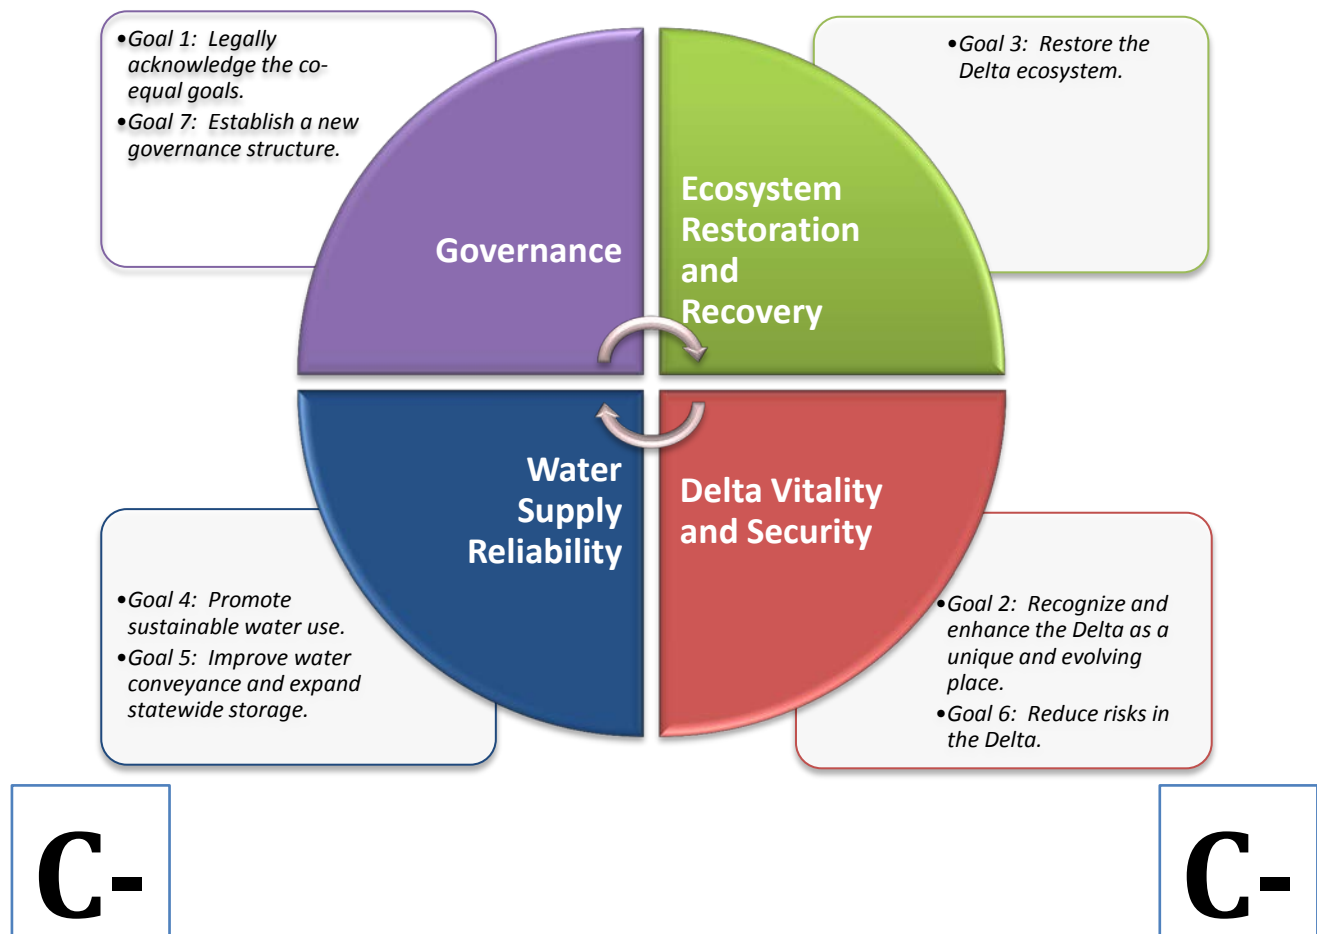 •Goal 1:  Legally
acknowledge the co-
equal goals.
•Goal 7:  Establish a new
governance structure.
•Goal 3:  Restore the
Delta ecosystem.
Governance
Ecosystem
Restoration
and
Recovery
Water
Supply
Reliability
Delta Vitality
and Security
•Goal 4:  Promote
sustainable water use.
•Goal 5:  Improve water
conveyance and expand
statewide storage.
•Goal 2:  Recognize and
enhance the Delta as a
unique and evolving
place.
•Goal 6:  Reduce risks in
the Delta.
C-
C-